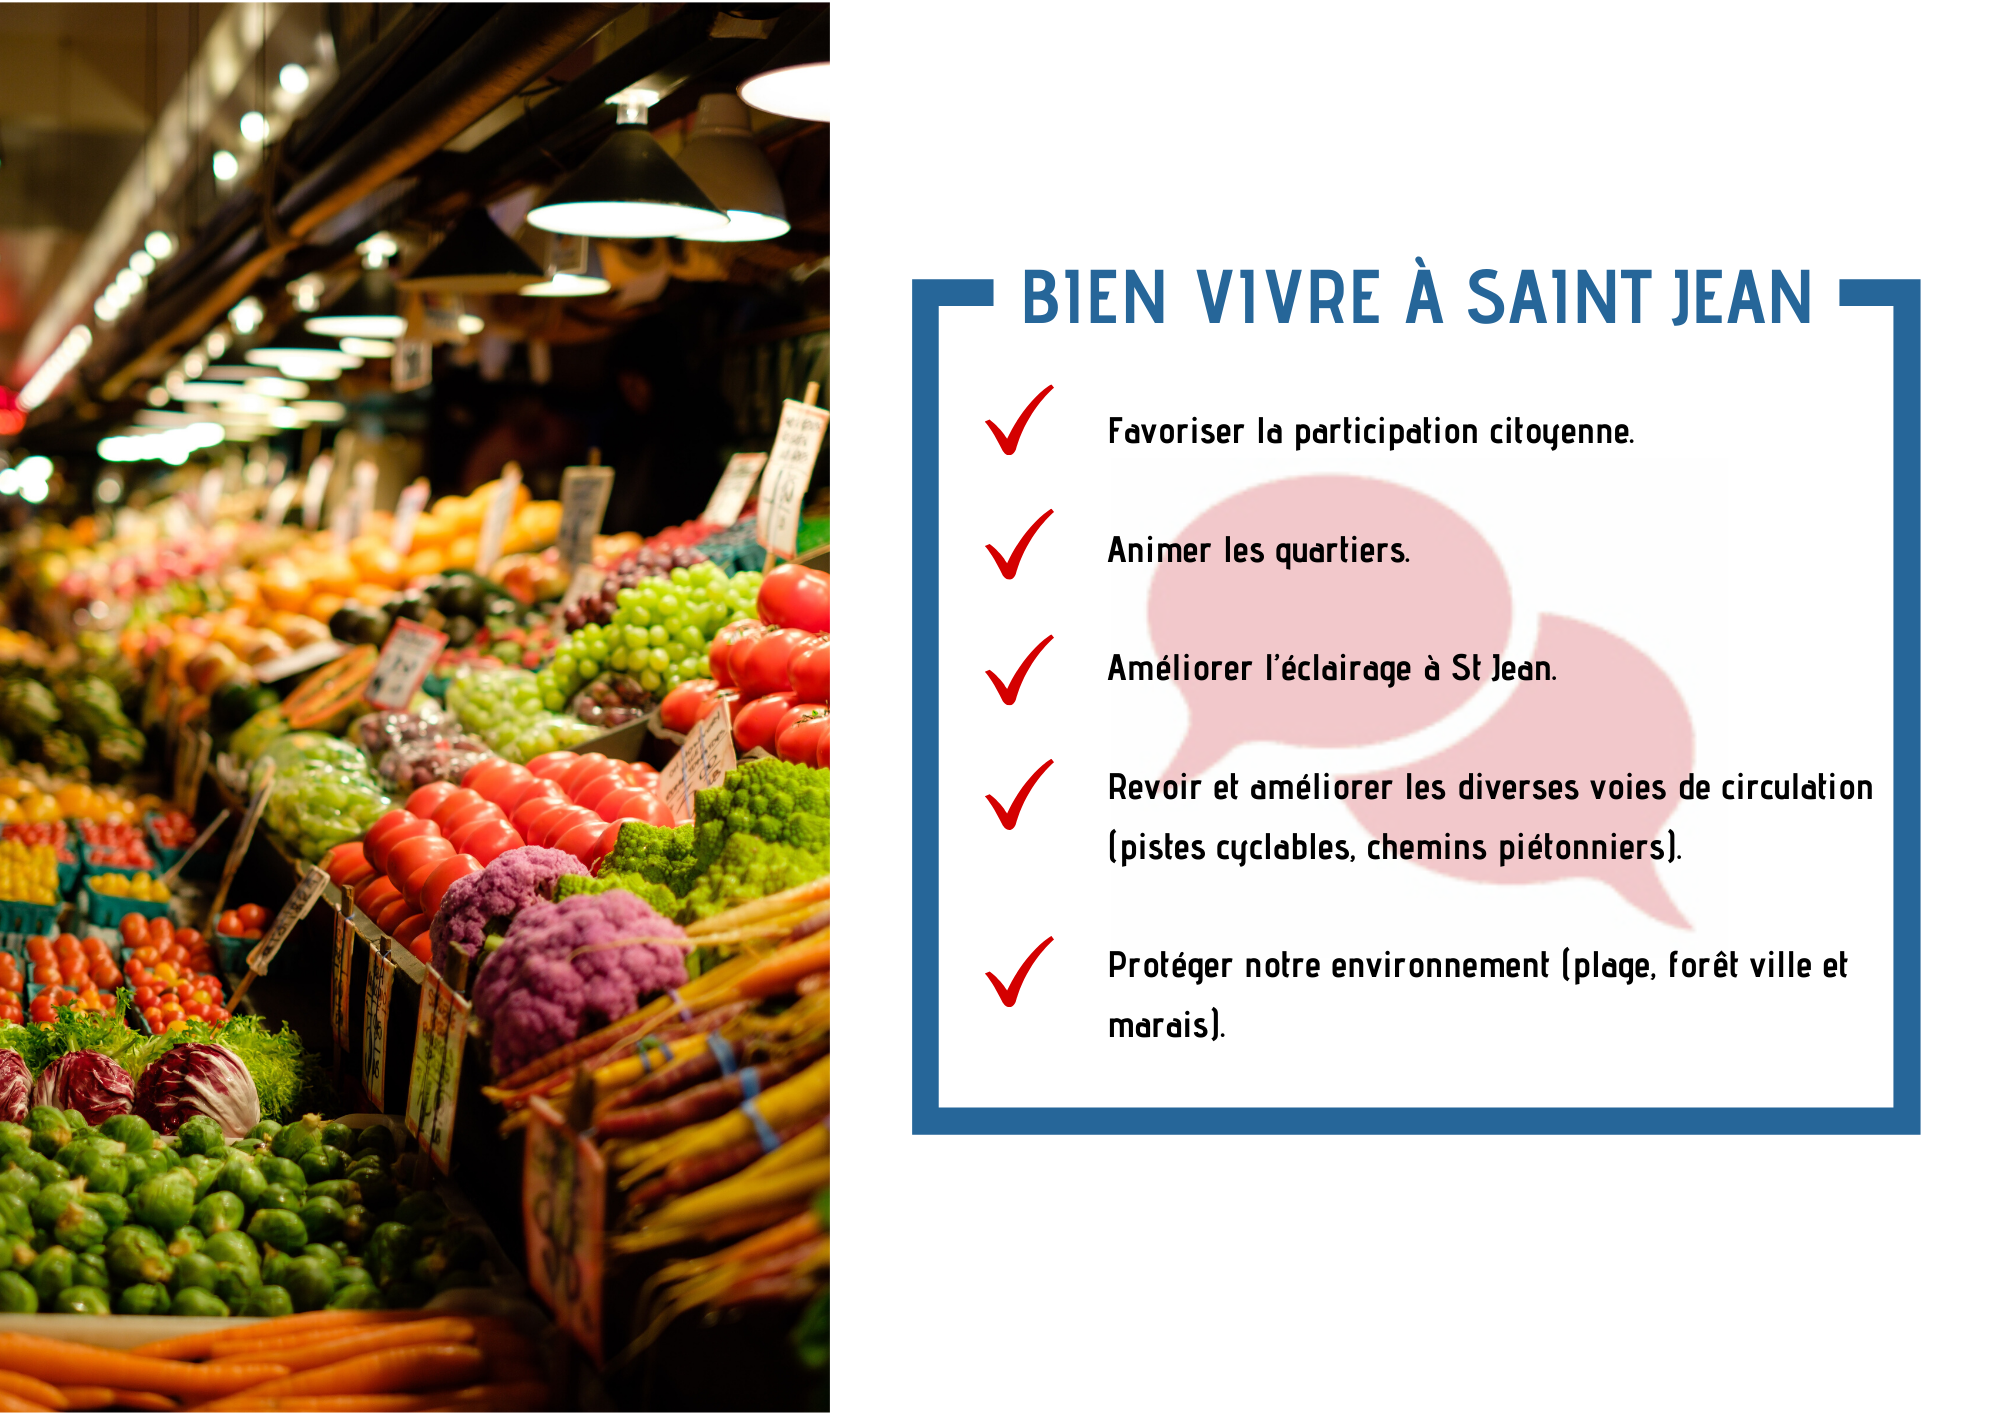 BIEN VIVRE À SAINT JEAN
Favoriser la participation citoyenne.
Animer les quartiers.
Améliorer l'éclairage à St Jean.
Revoir et améliorer les diverses voies de circulation
(pistes cyclables, chemins piétonniers).
Protéger notre environnement (plage, forêt ville et
marais).